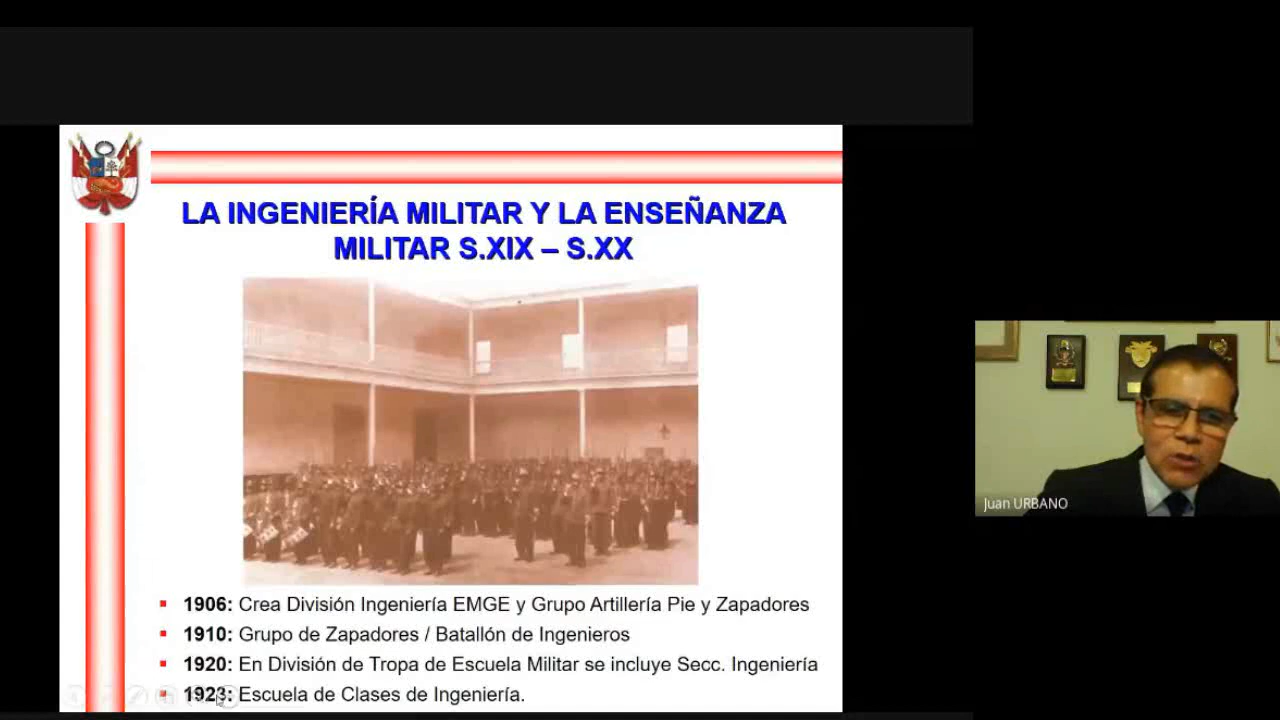 LA INGENIERÍA MILITAR Y LA ENSEÑANZA
MILITAR S.XIX – S.XX
1906: Crea División Ingeniería EMGE y Grupo Artillería Pie y Zapadores
1910: Grupo de Zapadores / Batallón de Ingenieros
1920: En División de Tropa de Escuela Militar se incluye Secc. Ingeniería
1923: Escuela de Clases de Ingeniería.
Juan URBANO